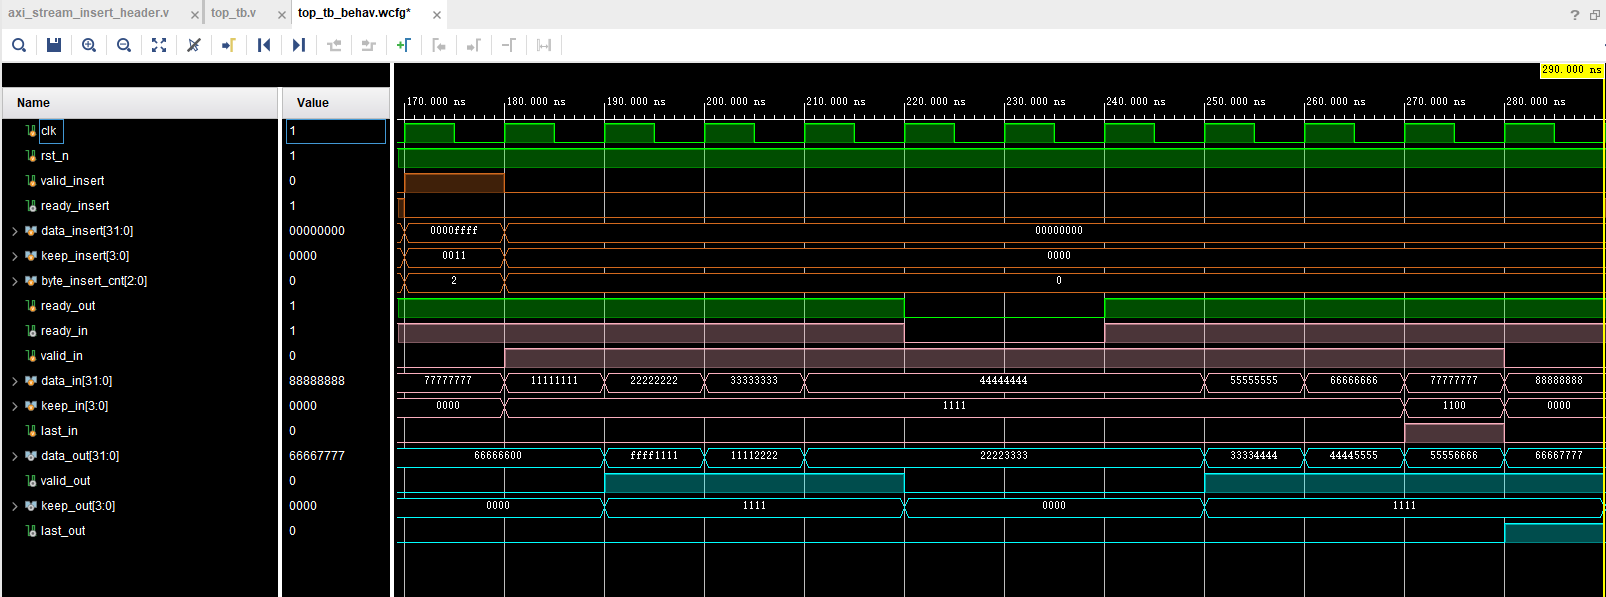 axi_stream_insert_header.v × top_tb.v × top_tb_behav.wcfg* × ?
290.000 ns
Name Value 170.000 ns 180.000 ns 190.000 ns 200.000 ns 210.000 ns 220.000 ns 230.000 ns 240.000 ns 250.000 ns 260.000 ns 270.000 ns 280.000 ns
clk 1
rst_n 1
valid_insert 0
ready_insert 1
data_insert[31:0] 00000000 0000ffff 00000000
keep_insert[3:0] 0000 0011 0000
byte_insert_cnt[2:0] 0 2 0
ready_out 1
ready_in 1
valid_in 0
data_in[31:0] 88888888 77777777 11111111 22222222 33333333 44444444 55555555 66666666 77777777 88888888
keep_in[3:0] 0000 0000 1111 1100 0000
last_in 0
data_out[31:0] 66667777 66666600 ffff1111 11112222 22223333 33334444 44445555 55556666 66667777
valid_out 0
keep_out[3:0] 0000 0000 1111 0000 1111
last_out 0